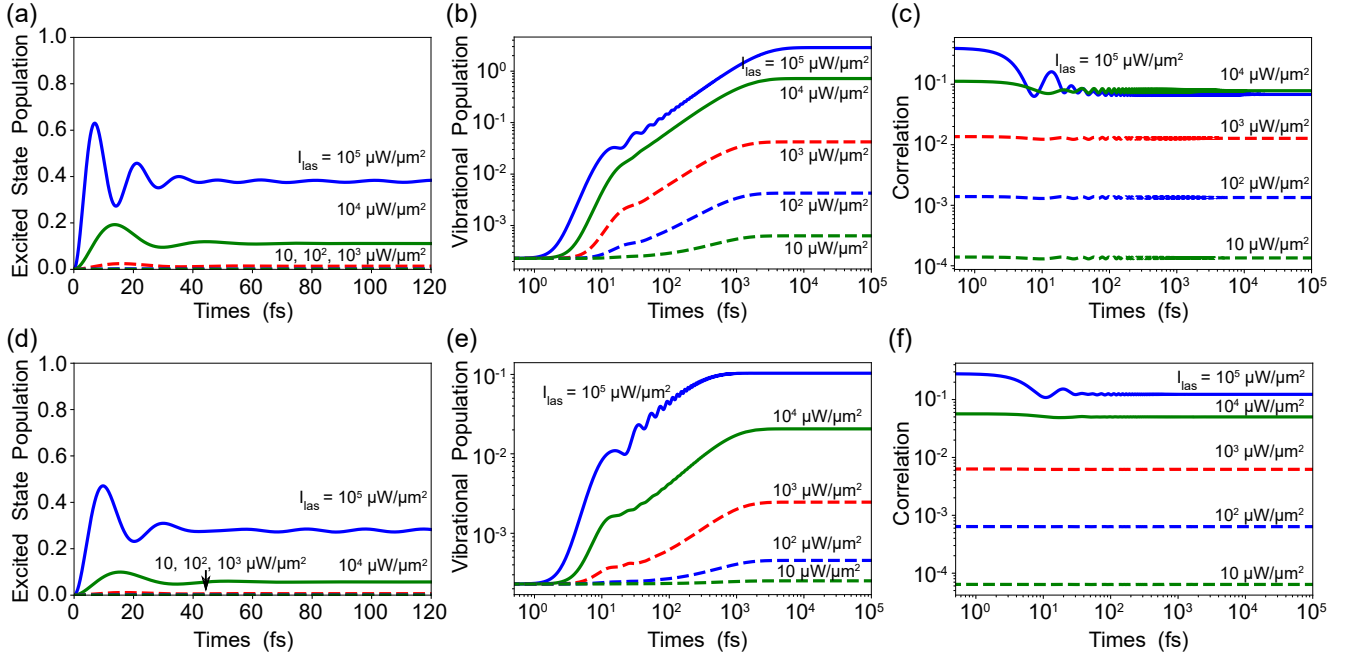 (a)
1.0
0.8
0.6
0.4
0.2
0.0
Excited State Population
I_las = 10⁵ µW/µm²
10⁴ µW/µm²
10, 10², 10³ µW/µm²
0 20 40 60 80 100 120
Times (fs)
(b)
10⁰
10⁻¹
10⁻²
10⁻³
Vibrational Population
I_las = 10⁵ µW/µm²
10⁴ µW/µm²
10³ µW/µm²
10² µW/µm²
10 µW/µm²
10⁰ 10¹ 10² 10³ 10⁴ 10⁵
Times (fs)
(c)
10⁻¹
10⁻²
10⁻³
10⁻⁴
Correlation
I_las = 10⁵ µW/µm²
10⁴ µW/µm²
10³ µW/µm²
10² µW/µm²
10 µW/µm²
10⁰ 10¹ 10² 10³ 10⁴ 10⁵
Times (fs)
(d)
1.0
0.8
0.6
0.4
0.2
0.0
Excited State Population
I_las = 10⁵ µW/µm²
10, 10², 10³ µW/µm²
10⁴ µW/µm²
0 20 40 60 80 100 120
Times (fs)
(e)
10⁻¹
10⁻²
10⁻³
Vibrational Population
I_las = 10⁵ µW/µm²
10⁴ µW/µm²
10³ µW/µm²
10² µW/µm²
10 µW/µm²
10⁰ 10¹ 10² 10³ 10⁴ 10⁵
Times (fs)
(f)
10⁻¹
10⁻²
10⁻³
10⁻⁴
Correlation
I_las = 10⁵ µW/µm²
10⁴ µW/µm²
10³ µW/µm²
10² µW/µm²
10 µW/µm²
10⁰ 10¹ 10² 10³ 10⁴ 10⁵
Times (fs)